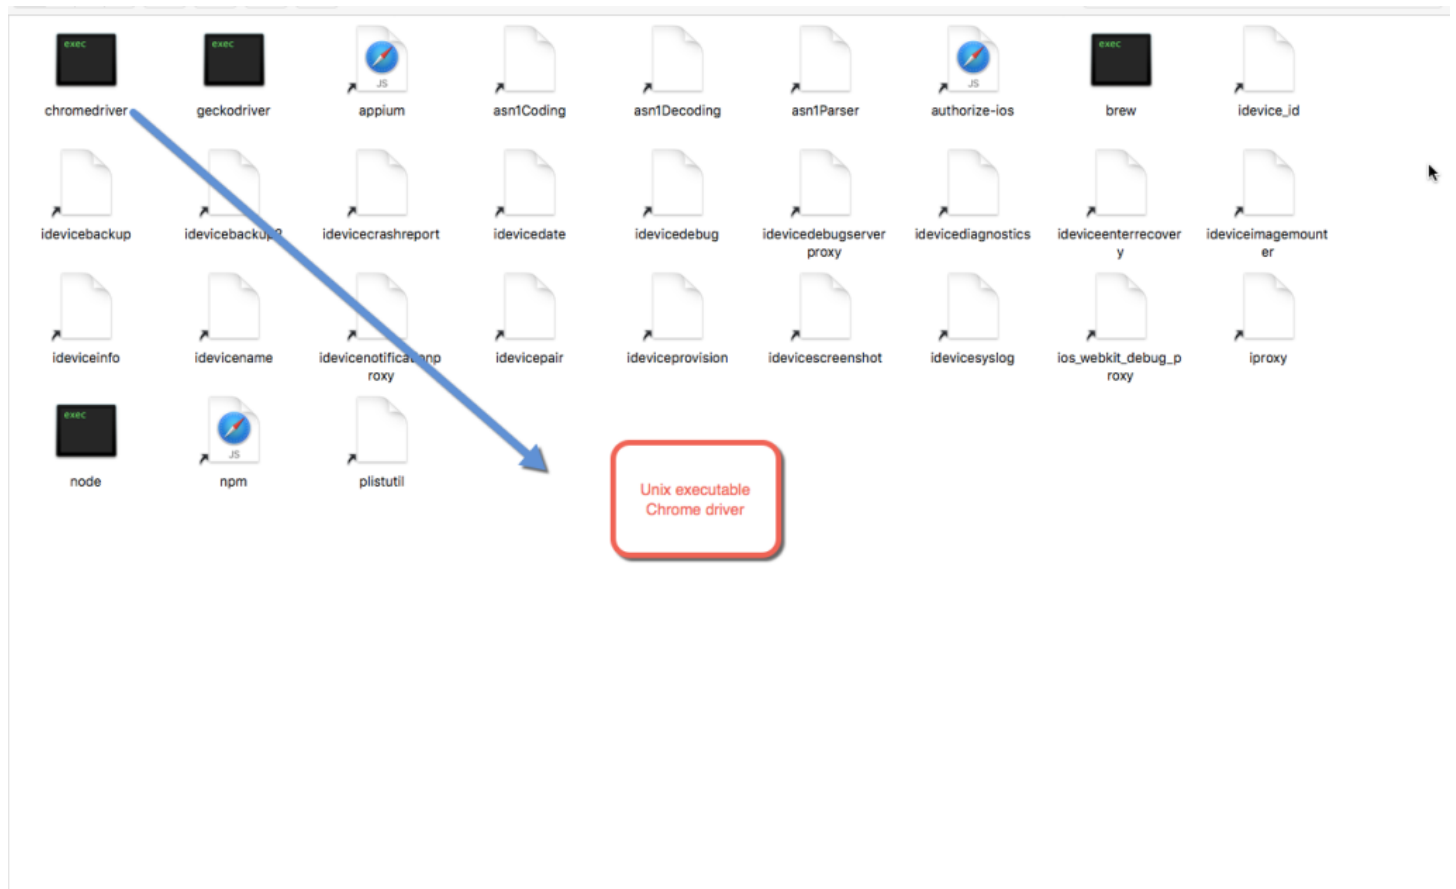 exec exec exec
JS JS
chromedriver geckodriver appium asn1Coding asn1Decoding asn1Parser authorize-ios brew idevice_id
idevicebackup idevicebackup2 idevicecrashreport idevicedate idevicedebug idevicedebugserver idevicediagnostics ideviceenterrecover ideviceimagemount
proxy y er
ideviceinfo idevicename idevicenotificationp idevicepair ideviceprovision idevicescreenshot idevicesyslog ios_webkit_debug_p iproxy
roxy roxy
exec
JS
node npm plistutil
Unix executable
Chrome driver